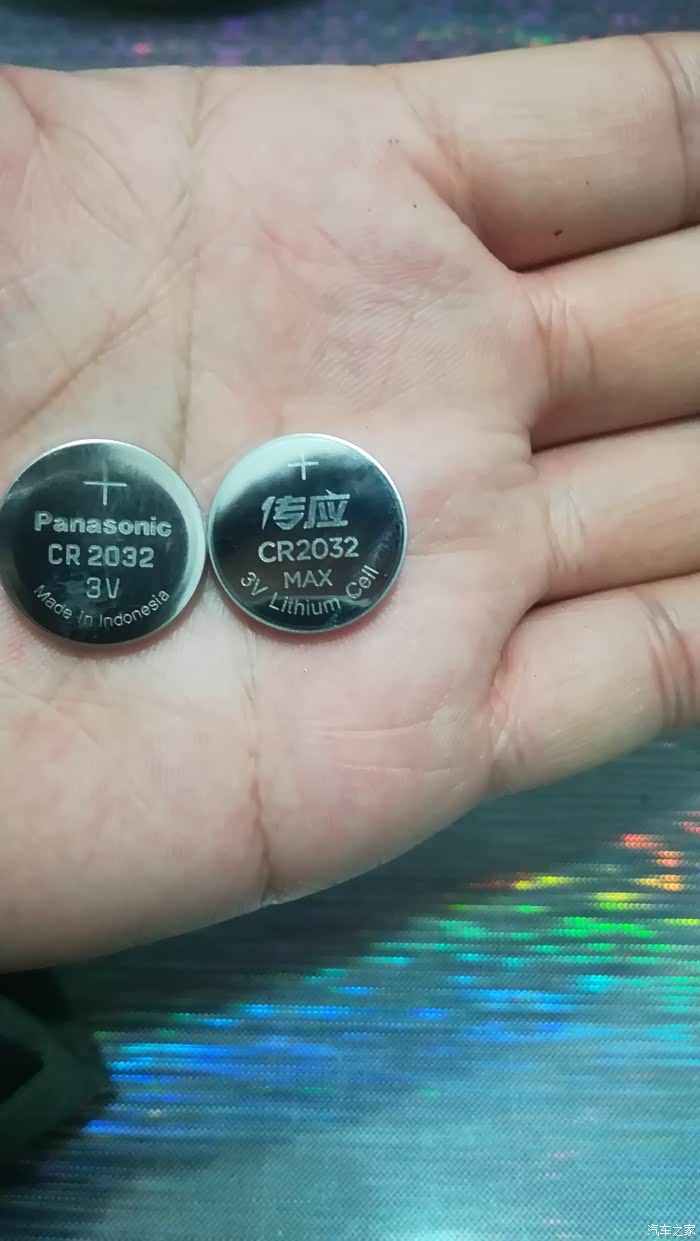 +
Panasonic
CR 2032
3V
Made in Indonesia
+
传应
CR2032
MAX
3V Lithium Cell
汽车之家